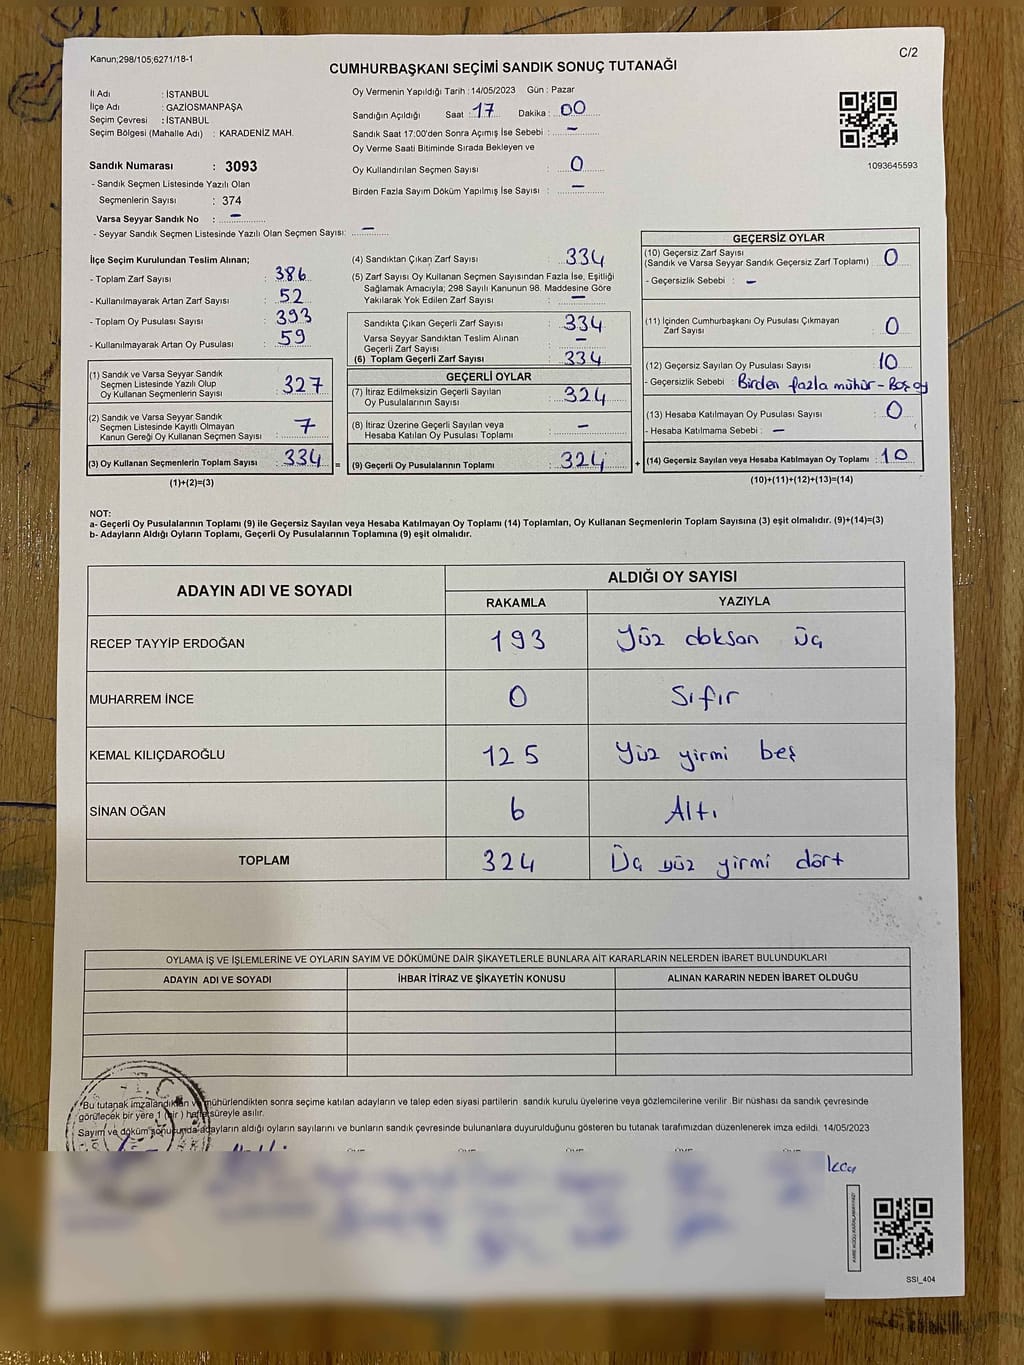 Kanun;298/105;6271/18-1
C/2
CUMHURBAŞKANI SEÇİMİ SANDIK SONUÇ TUTANAĞI
İl Adı : İSTANBUL
İlçe Adı : GAZİOSMANPAŞA
Seçim Çevresi : İSTANBUL
Seçim Bölgesi (Mahalle Adı) : KARADENİZ MAH.
Sandık Numarası : 3093
- Sandık Seçmen Listesinde Yazılı Olan
Seçmenlerin Sayısı : 374
Varsa Seyyar Sandık No : –
- Seyyar Sandık Seçmen Listesinde Yazılı Olan Seçmen Sayısı: –
Oy Vermenin Yapıldığı Tarih : 14/05/2023 Gün : Pazar
Sandığın Açıldığı Saat : 17 Dakika : 00
Sandık Saat 17:00'den Sonra Açımış İse Sebebi : –
Oy Verme Saati Bitiminde Sırada Bekleyen ve
Oy Kullandırılan Seçmen Sayısı : 0
Birden Fazla Sayım Döküm Yapılmış İse Sayısı : –
1093645593
İlçe Seçim Kurulundan Teslim Alınan;
- Toplam Zarf Sayısı : 386
- Kullanılmayarak Artan Zarf Sayısı : 52
- Toplam Oy Pusulası Sayısı : 393
- Kullanılmayarak Artan Oy Pusulası : 59
(1) Sandık ve Varsa Seyyar Sandık
Seçmen Listesinde Yazılı Olup
Oy Kullanan Seçmenlerin Sayısı : 327
(2) Sandık ve Varsa Seyyar Sandık
Seçmen Listesinde Kayıtlı Olmayan
Kanun Gereği Oy Kullanan Seçmen Sayısı : 7
(3) Oy Kullanan Seçmenlerin Toplam Sayısı : 334
(1)+(2)=(3)
(4) Sandıktan Çıkan Zarf Sayısı : 334
(5) Zarf Sayısı Oy Kullanan Seçmen Sayısından Fazla İse, Eşitliği
Sağlamak Amacıyla; 298 Sayılı Kanunun 98. Maddesine Göre
Yakılarak Yok Edilen Zarf Sayısı : –
Sandıkta Çıkan Geçerli Zarf Sayısı : 334
Varsa Seyyar Sandıktan Teslim Alınan
Geçerli Zarf Sayısı : –
(6) Toplam Geçerli Zarf Sayısı : 334
GEÇERLİ OYLAR
(7) İtiraz Edilmeksizin Geçerli Sayılan
Oy Pusulalarının Sayısı : 324
(8) İtiraz Üzerine Geçerli Sayılan veya
Hesaba Katılan Oy Pusulası Toplamı : –
= (9) Geçerli Oy Pusulalarının Toplamı : 324 +
GEÇERSİZ OYLAR
(10) Geçersiz Zarf Sayısı
(Sandık ve Varsa Seyyar Sandık Geçersiz Zarf Toplamı) : 0
- Geçersizlik Sebebi : –
(11) İçinden Cumhurbaşkanı Oy Pusulası Çıkmayan
Zarf Sayısı : 0
(12) Geçersiz Sayılan Oy Pusulası Sayısı : 10
- Geçersizlik Sebebi : Birden fazla mühür - Boş oy
(13) Hesaba Katılmayan Oy Pusulası Sayısı : 0
- Hesaba Katılmama Sebebi : –
(14) Geçersiz Sayılan veya Hesaba Katılmayan Oy Toplamı : 10
(10)+(11)+(12)+(13)=(14)
NOT:
a- Geçerli Oy Pusulalarının Toplamı (9) ile Geçersiz Sayılan veya Hesaba Katılmayan Oy Toplamı (14) Toplamları, Oy Kullanan Seçmenlerin Toplam Sayısına (3) eşit olmalıdır. (9)+(14)=(3)
b- Adayların Aldığı Oyların Toplamı, Geçerli Oy Pusulalarının Toplamına (9) eşit olmalıdır.
ADAYIN ADI VE SOYADI ALDIĞI OY SAYISI
RAKAMLA YAZIYLA
RECEP TAYYİP ERDOĞAN 193 Yüz doksan üç
MUHARREM İNCE 0 Sıfır
KEMAL KILIÇDAROĞLU 125 Yüz yirmi beş
SİNAN OĞAN 6 Altı
TOPLAM 324 Üç yüz yirmi dört
OYLAMA İŞ VE İŞLEMLERİNE VE OYLARIN SAYIM VE DÖKÜMÜNE DAİR ŞİKAYETLERLE BUNLARA AİT KARARLARIN NELERDEN İBARET BULUNDUKLARI
ADAYIN ADI VE SOYADI İHBAR İTİRAZ VE ŞİKAYETİN KONUSU ALINAN KARARIN NEDEN İBARET OLDUĞU
Bu tutanak imzalandıktan ve mühürlendikten sonra seçime katılan adayların ve talep eden siyasi partilerin sandık kurulu üyelerine veya gözlemcilerine verilir .Bir nüshası da sandık çevresinde
görülecek bir yere 1 (bir ) hafta süreyle asılır.
Sayım ve döküm sonucunda adayların aldığı oyların sayılarını ve bunların sandık çevresinde bulunanlara duyurulduğunu gösteren bu tutanak tarafımızdan düzenlenerek imza edildi. 14/05/2023
SSI_404